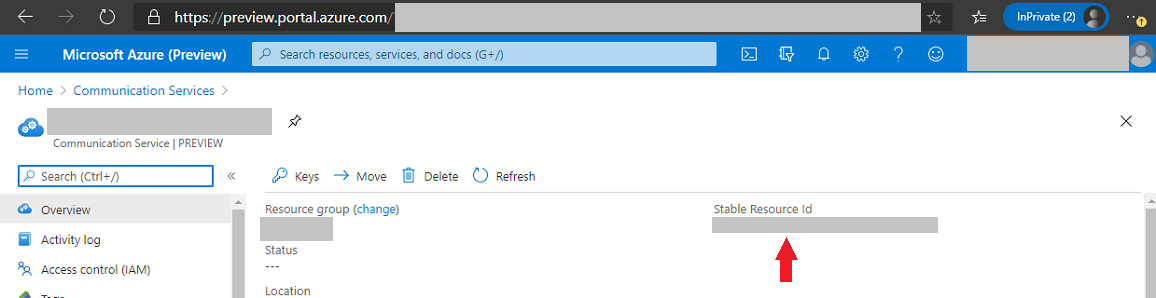 https://preview.portal.azure.com/
InPrivate (2)
Microsoft Azure (Preview)
Search resources, services, and docs (G+/)
Home > Communication Services >
Communication Service | PREVIEW
Search (Ctrl+/)
«
Keys
Move
Delete
Refresh
Overview
Activity log
Access control (IAM)
Tags
Resource group (change)
Stable Resource Id
Status
---
Location